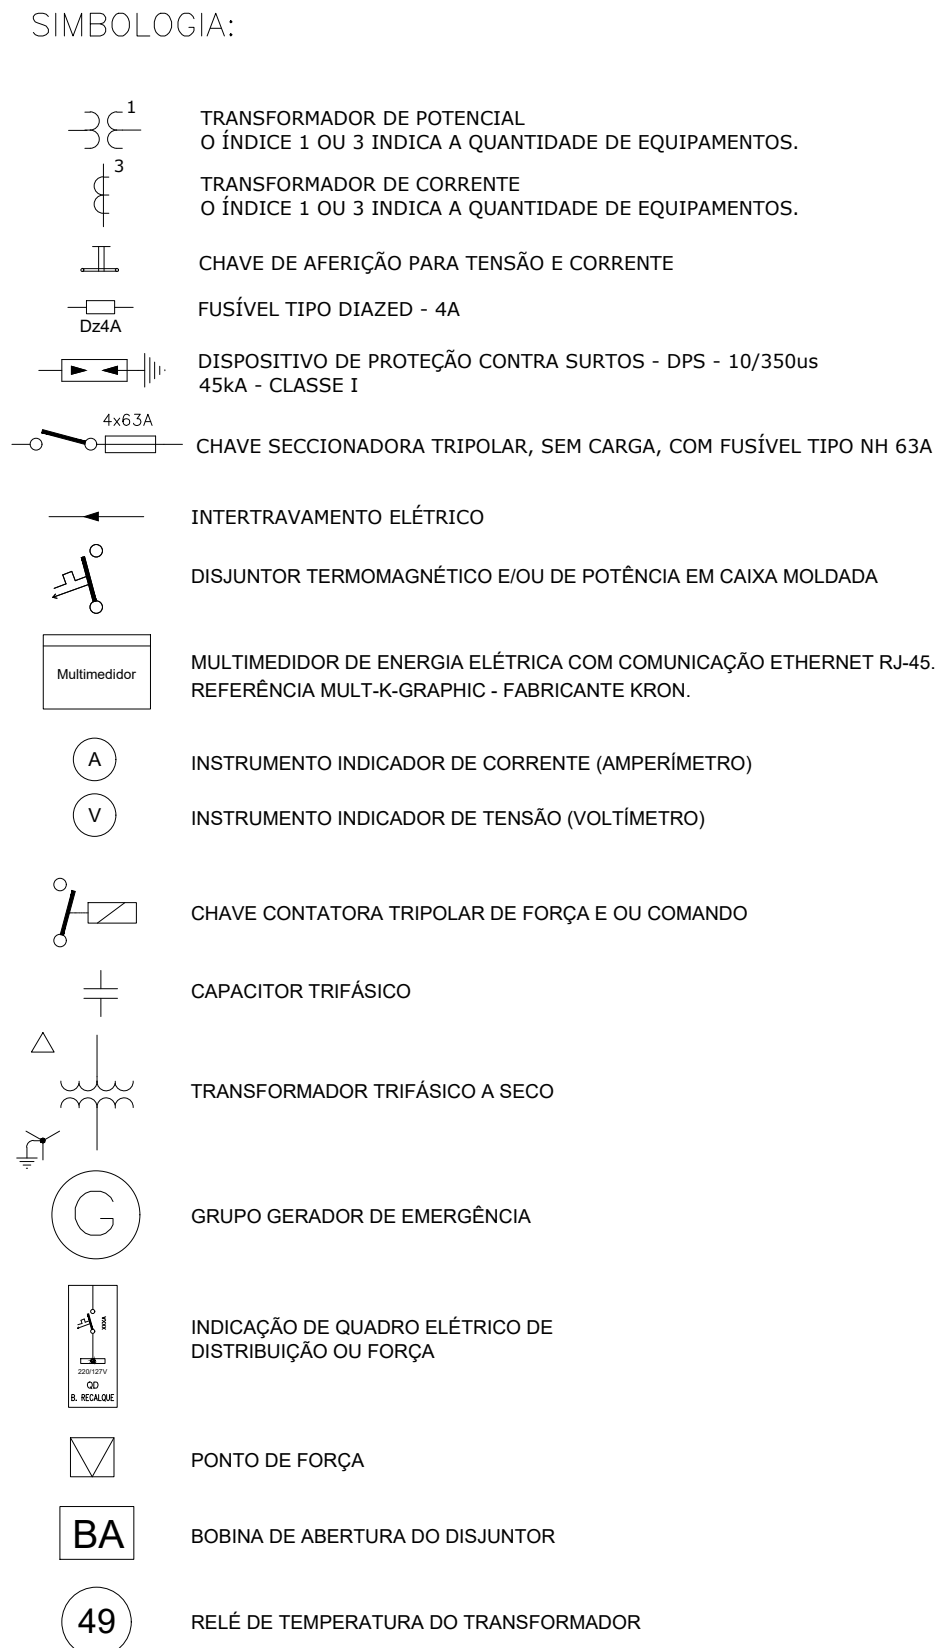 SIMBOLOGIA:
1
TRANSFORMADOR DE POTENCIAL
O ÍNDICE 1 OU 3 INDICA A QUANTIDADE DE EQUIPAMENTOS.
3
TRANSFORMADOR DE CORRENTE
O ÍNDICE 1 OU 3 INDICA A QUANTIDADE DE EQUIPAMENTOS.
CHAVE DE AFERIÇÃO PARA TENSÃO E CORRENTE
FUSÍVEL TIPO DIAZED - 4A
Dz4A
DISPOSITIVO DE PROTEÇÃO CONTRA SURTOS - DPS - 10/350us
45kA - CLASSE I
4x63A
CHAVE SECCIONADORA TRIPOLAR, SEM CARGA, COM FUSÍVEL TIPO NH 63A
INTERTRAVAMENTO ELÉTRICO
DISJUNTOR TERMOMAGNÉTICO E/OU DE POTÊNCIA EM CAIXA MOLDADA
Multimedidor
MULTIMEDIDOR DE ENERGIA ELÉTRICA COM COMUNICAÇÃO ETHERNET RJ-45.
REFERÊNCIA MULT-K-GRAPHIC - FABRICANTE KRON.
A
INSTRUMENTO INDICADOR DE CORRENTE (AMPERÍMETRO)
V
INSTRUMENTO INDICADOR DE TENSÃO (VOLTÍMETRO)
CHAVE CONTATORA TRIPOLAR DE FORÇA E OU COMANDO
CAPACITOR TRIFÁSICO
TRANSFORMADOR TRIFÁSICO A SECO
G
GRUPO GERADOR DE EMERGÊNCIA
XXXA
INDICAÇÃO DE QUADRO ELÉTRICO DE
DISTRIBUIÇÃO OU FORÇA
220/127V
QD
B. RECALQUE
PONTO DE FORÇA
BA
BOBINA DE ABERTURA DO DISJUNTOR
49
RELÉ DE TEMPERATURA DO TRANSFORMADOR